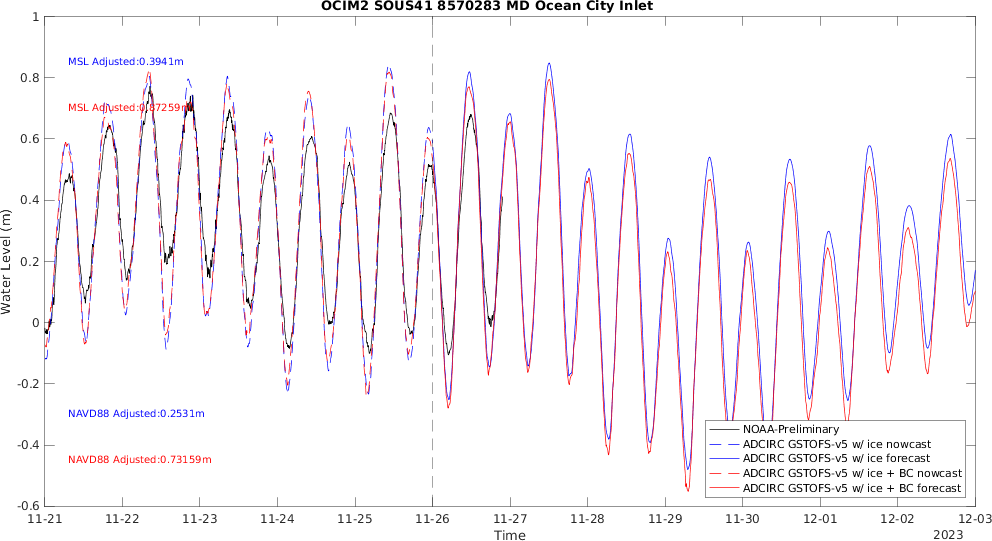 OCIM2 SOUS41 8570283 MD Ocean City Inlet
1
0.8
0.6
0.4
0.2
0
-0.2
-0.4
-0.6
Water Level (m)
MSL Adjusted:0.3941m
MSL Adjusted:0.87259m
NAVD88 Adjusted:0.2531m
NAVD88 Adjusted:0.73159m
NOAA-Preliminary
ADCIRC GSTOFS-v5 w/ ice nowcast
ADCIRC GSTOFS-v5 w/ ice forecast
ADCIRC GSTOFS-v5 w/ ice + BC nowcast
ADCIRC GSTOFS-v5 w/ ice + BC forecast
11-21 11-22 11-23 11-24 11-25 11-26 11-27 11-28 11-29 11-30 12-01 12-02 12-03
Time
2023